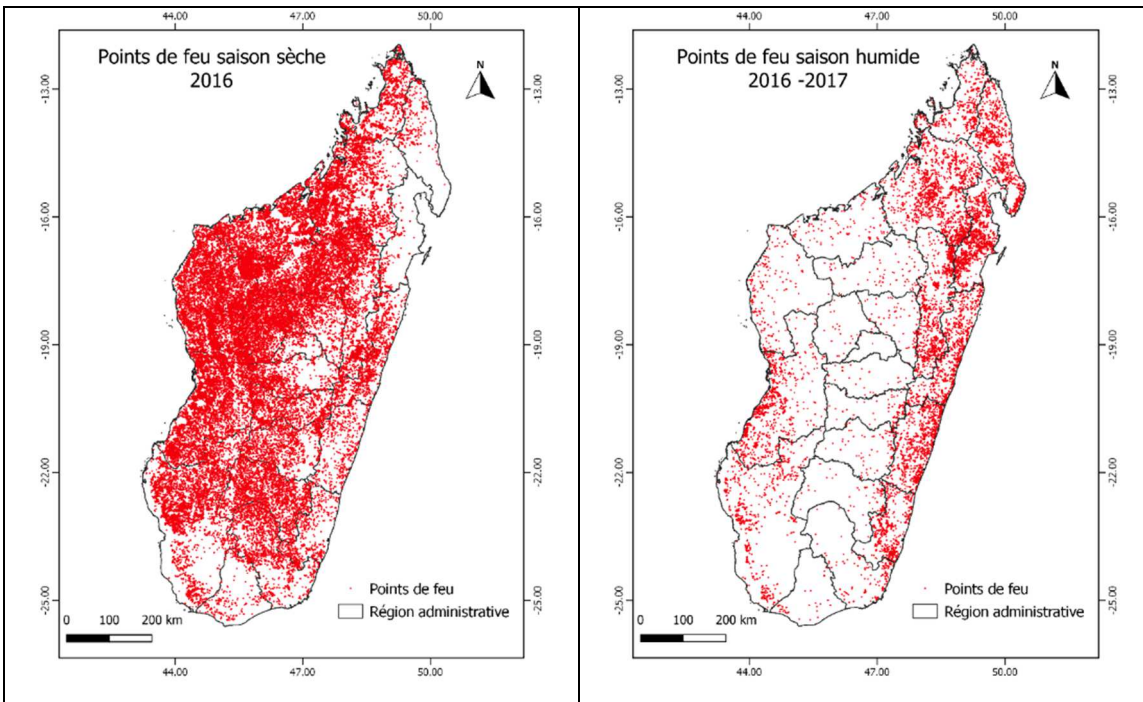 44.00 47.00 50.00
Points de feu saison sèche
2016
N
-13.00 -13.00
-16.00 -16.00
-19.00 -19.00
-22.00 -22.00
-25.00 -25.00
Points de feu
Région administrative
0 100 200 km
44.00 47.00 50.00
44.00 47.00 50.00
Points de feu saison humide
2016 -2017
N
-13.00 -13.00
-16.00 -16.00
-19.00 -19.00
-22.00 -22.00
-25.00 -25.00
Points de feu
Région administrative
0 100 200 km
44.00 47.00 50.00